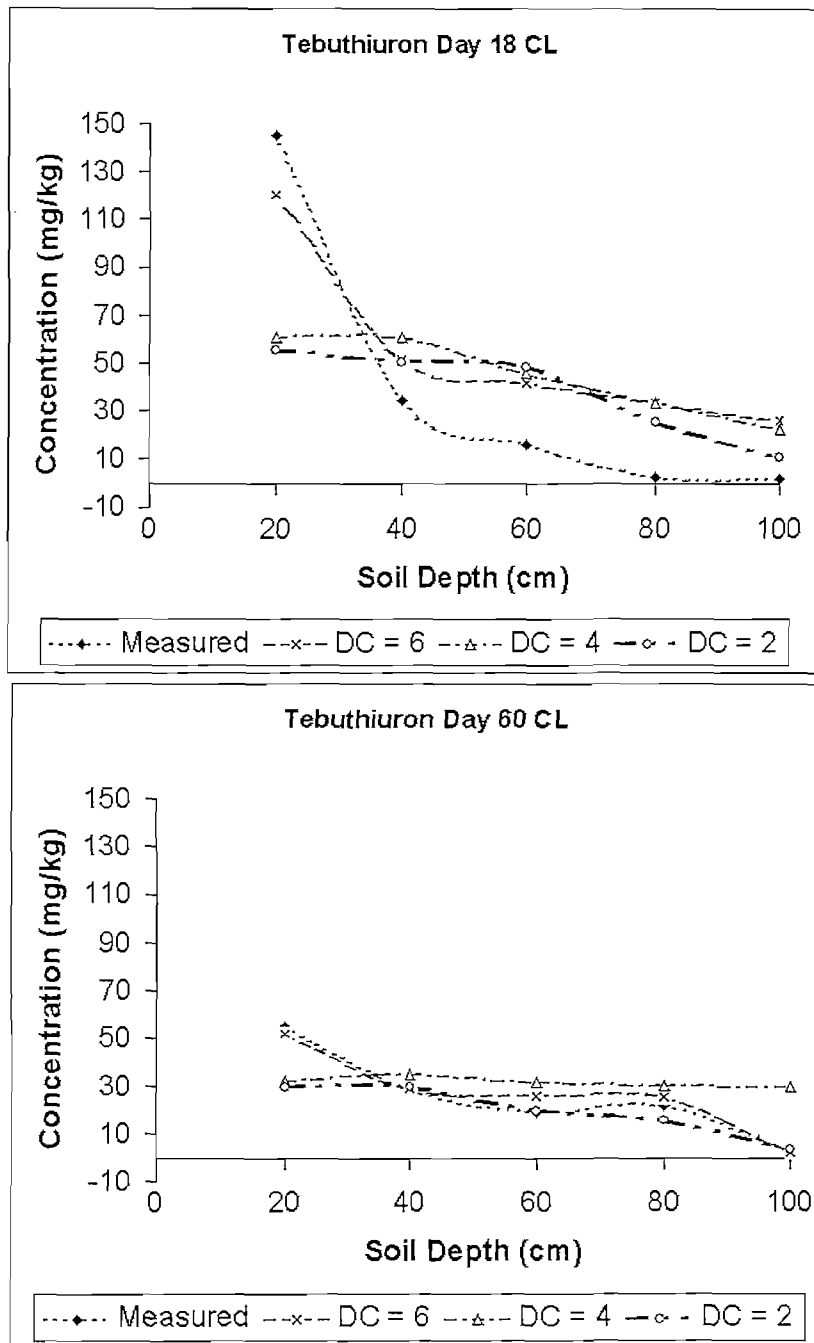 Tebuthiuron Day 18 CL
Concentration (mg/kg)
150
130
110
90
70
50
30
10
-10
0 20 40 60 80 100
Soil Depth (cm)
Measured DC = 6 DC = 4 DC = 2
Tebuthiuron Day 60 CL
Concentration (mg/kg)
150
130
110
90
70
50
30
10
-10
0 20 40 60 80 100
Soil Depth (cm)
Measured DC = 6 DC = 4 DC = 2